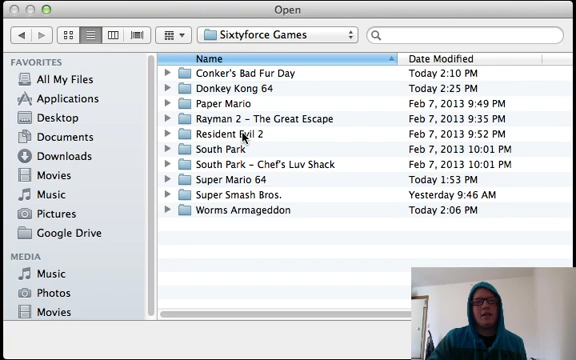 Open
Sixtyforce Games
FAVORITES
All My Files
Applications
Desktop
Documents
Downloads
Movies
Music
Pictures
Google Drive
MEDIA
Music
Photos
Movies
Name Date Modified
Conker's Bad Fur Day Today 2:10 PM
Donkey Kong 64 Today 2:25 PM
Paper Mario Feb 7, 2013 9:49 PM
Rayman 2 – The Great Escape Feb 7, 2013 9:35 PM
Resident Evil 2 Feb 7, 2013 9:52 PM
South Park Feb 7, 2013 10:01 PM
South Park – Chef's Luv Shack Feb 7, 2013 10:01 PM
Super Mario 64 Today 1:53 PM
Super Smash Bros. Yesterday 9:46 AM
Worms Armageddon Today 2:06 PM